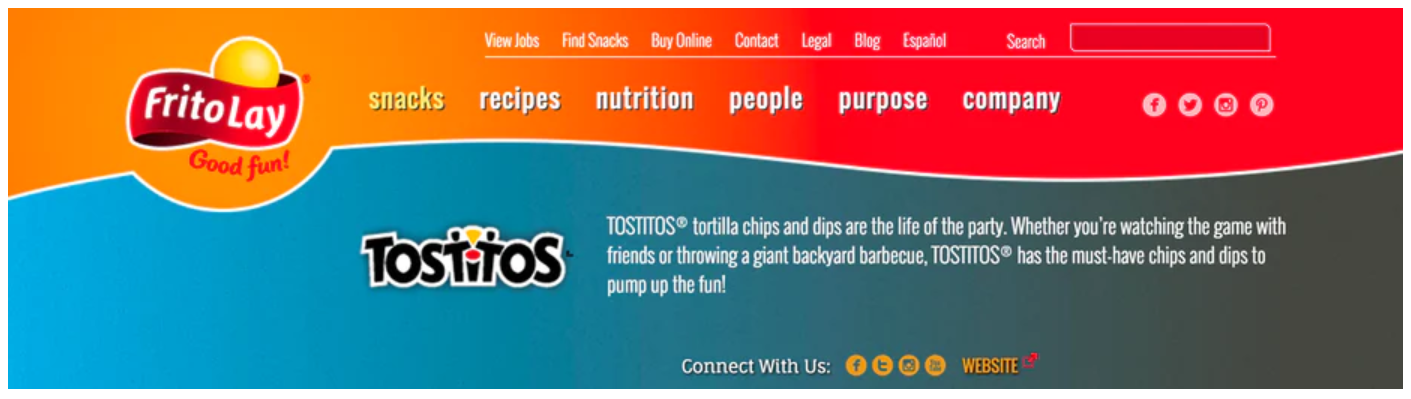 View Jobs Find Snacks Buy Online Contact Legal Blog Español Search
Frito Lay
Good fun!
snacks recipes nutrition people purpose company
TOSTITOS
TOSTITOS® tortilla chips and dips are the life of the party. Whether you're watching the game with
friends or throwing a giant backyard barbecue, TOSTITOS® has the must-have chips and dips to
pump up the fun!
Connect With Us: WEBSITE